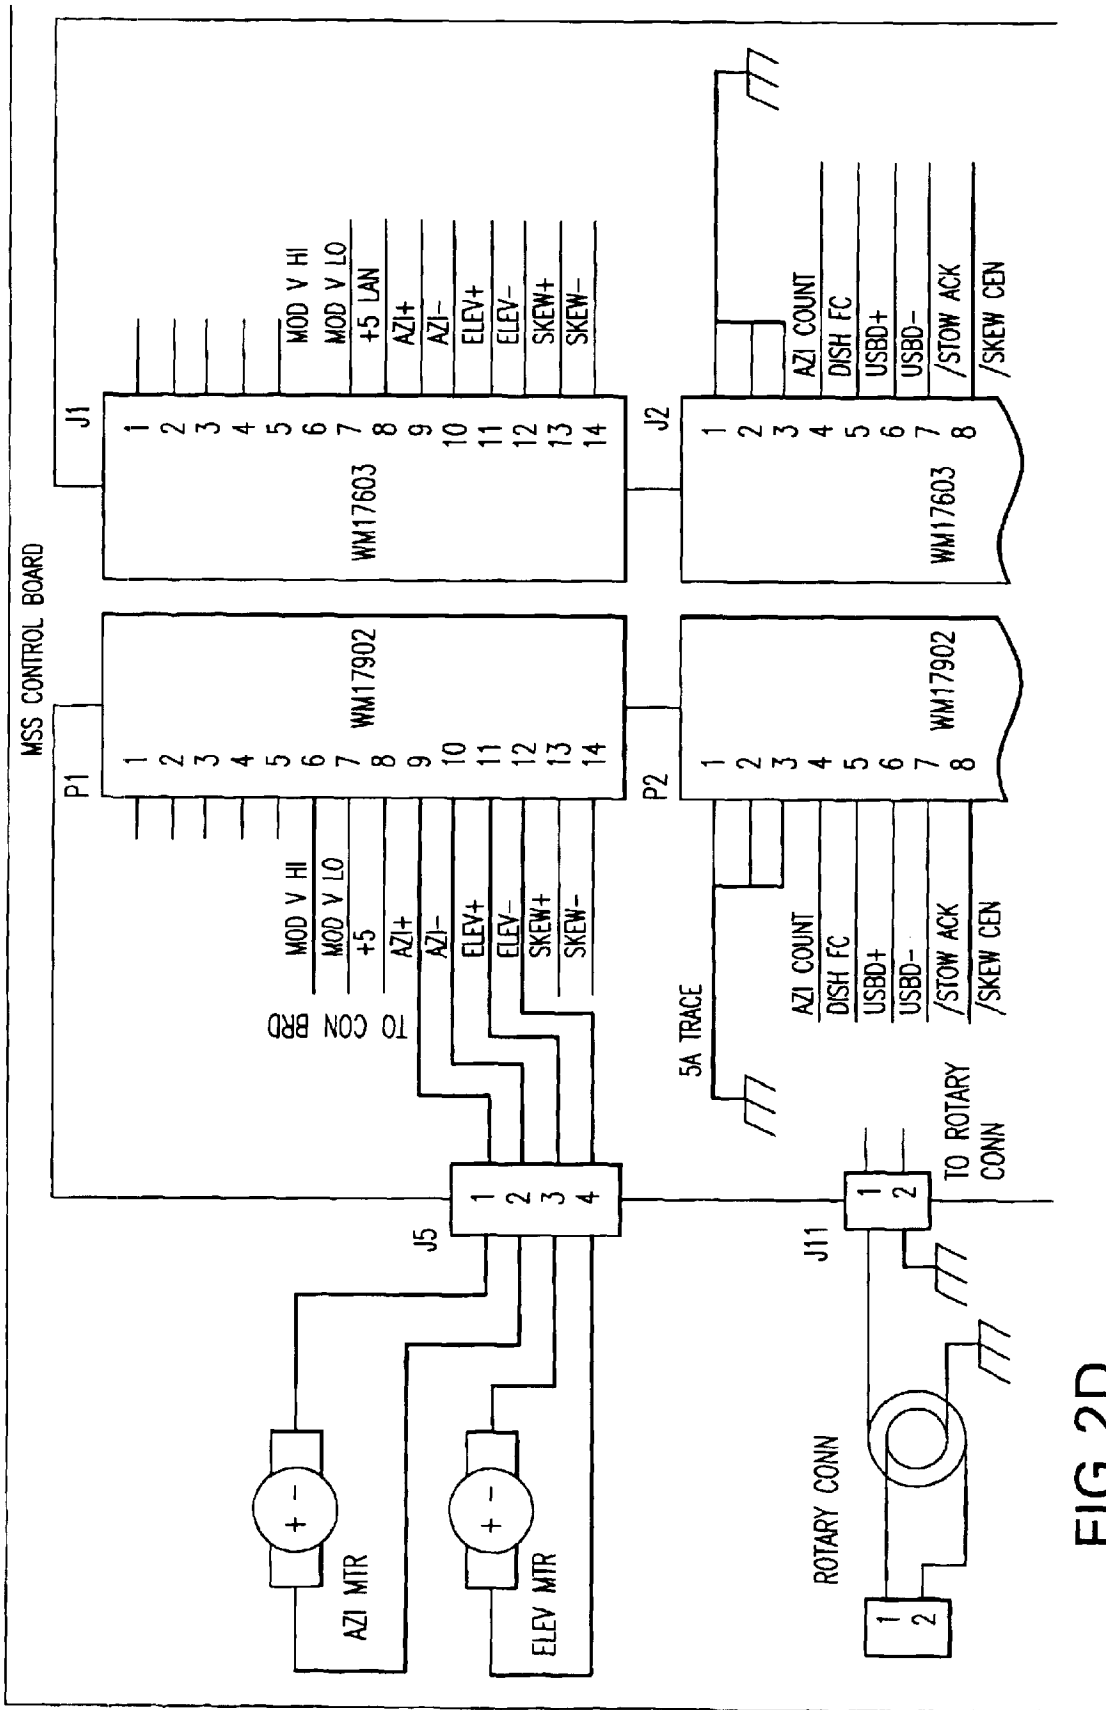 MSS CONTROL BOARD
J1
1
2
3
4
5
6
7
8
9
10
11
12
13
14
WM17603
MOD V HI
MOD V LO
+5 LAN
AZI+
AZI-
ELEV+
ELEV-
SKEW+
SKEW-
J2
1
2
3
4
5
6
7
8
WM17603
AZI COUNT
DISH FC
USBD+
USBD-
/STOW ACK
/SKEW CEN
P1
1
2
3
4
5
6
7
8
9
10
11
12
13
14
WM17902
MOD V HI
MOD V LO
+5
AZI+
AZI-
ELEV+
ELEV-
SKEW+
SKEW-
TO CON BRD
P2
1
2
3
4
5
6
7
8
WM17902
5A TRACE
AZI COUNT
DISH FC
USBD+
USBD-
/STOW ACK
/SKEW CEN
J5
1
2
3
4
J11
1
2
TO ROTARY
CONN
+ -
AZI MTR
+ -
ELEV MTR
ROTARY CONN
1
2
FIG. 2D